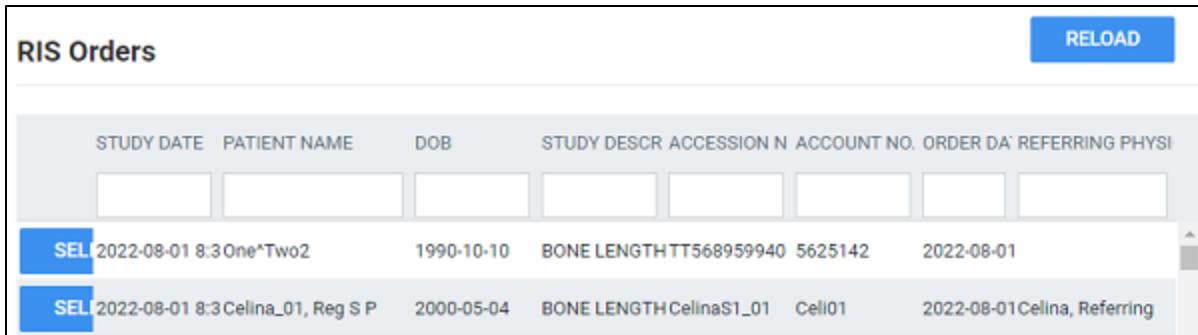 RIS Orders
RELOAD
STUDY DATE PATIENT NAME DOB STUDY DESCR ACCESSION N ACCOUNT NO. ORDER DA REFERRING PHYSI
SEL 2022-08-01 8:3 One^Two2 1990-10-10 BONE LENGTH TT568959940 5625142 2022-08-01
SEL 2022-08-01 8:3 Celina_01, Reg S P 2000-05-04 BONE LENGTH CelinaS1_01 Celi01 2022-08-01 Celina, Referring